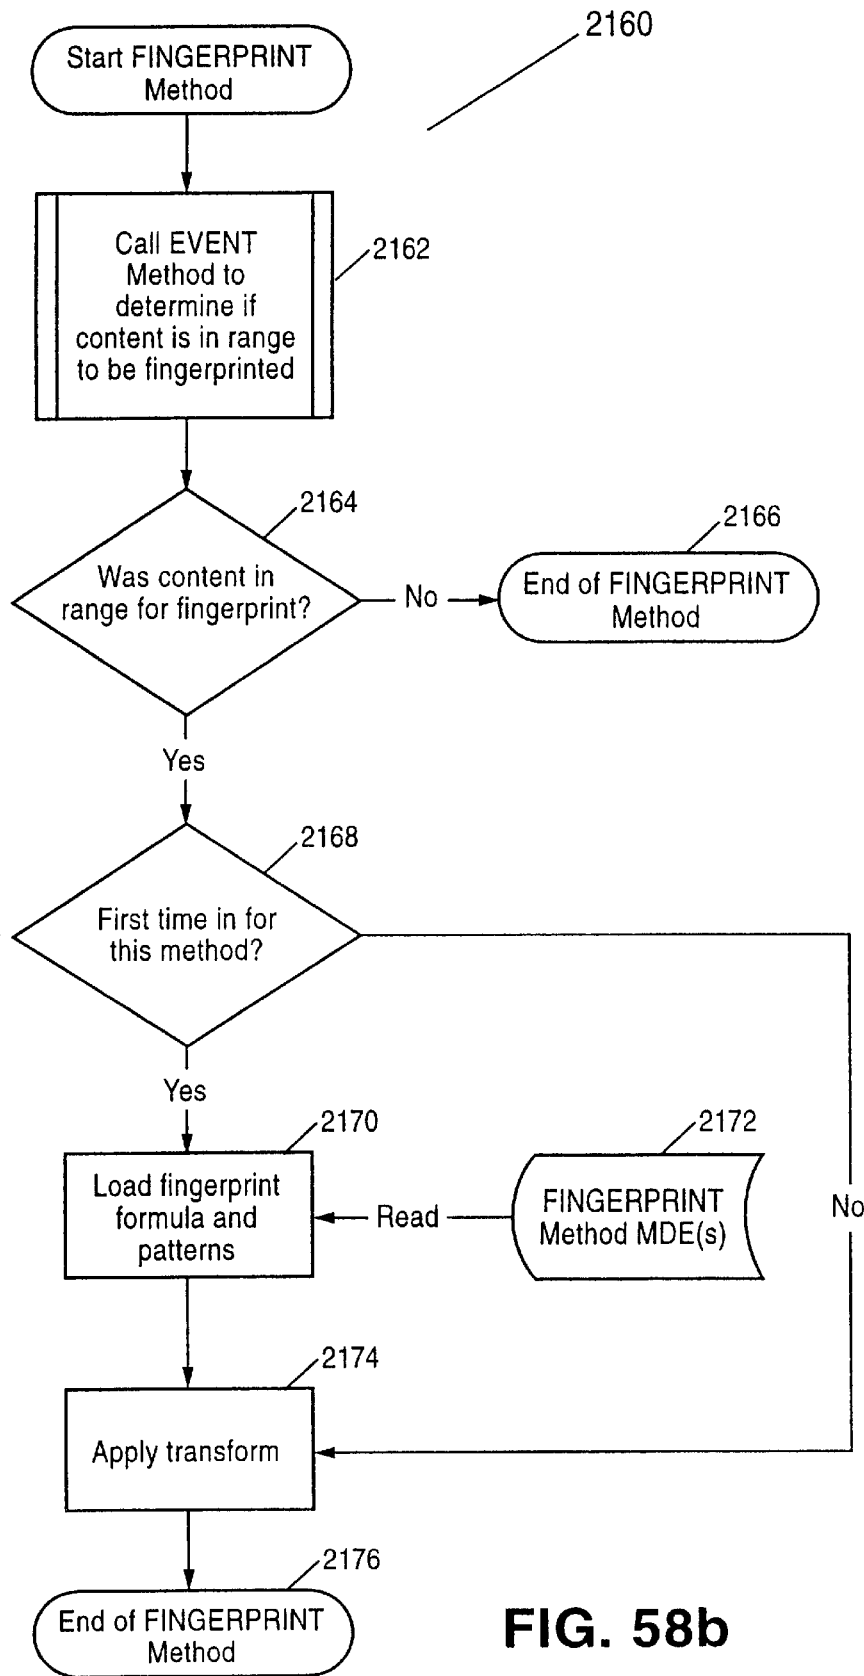 2160
Start FINGERPRINT
Method
Call EVENT
Method to
determine if
content is in range
to be fingerprinted
2162
2164
Was content in
range for fingerprint?
No
2166
End of FINGERPRINT
Method
Yes
2168
First time in for
this method?
Yes
2170
Load fingerprint
formula and
patterns
Read
2172
FINGERPRINT
Method MDE(s)
No
2174
Apply transform
2176
End of FINGERPRINT
Method
FIG. 58b